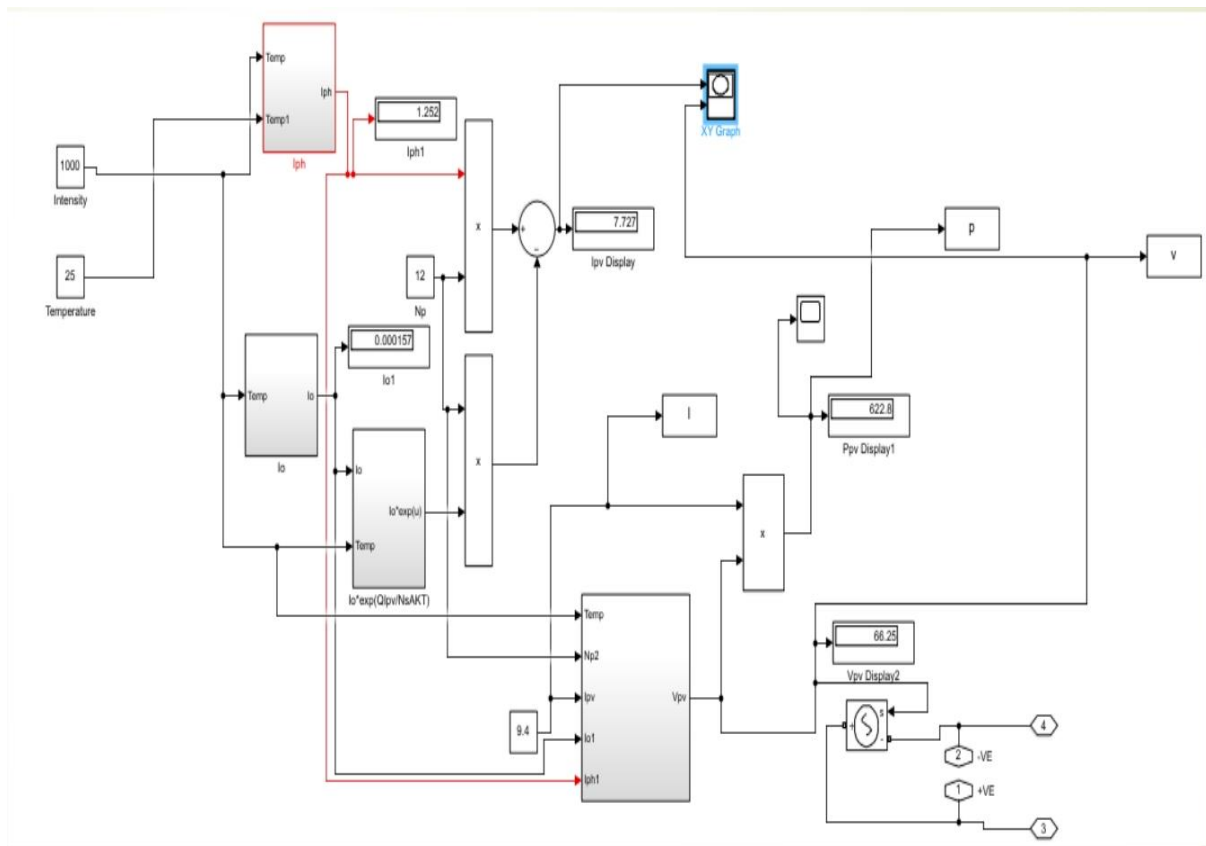 Temp
Iph
Temp1
Iph
1.252
Iph1
1000
Intensity
25
Temperature
12
Np
x
+
−
7.727
Ipv Display
XY Graph
p
v
0.000157
Io1
Temp
Io
Io
Io
Io*exp(u)
Temp
Io*exp(QIpv/NsAKT)
x
I
622.8
Ppv Display1
x
Temp
Np2
Ipv
Vpv
Io1
Iph1
9.4
66.25
Vpv Display2
s
+
-
4
2
-VE
1
+VE
3